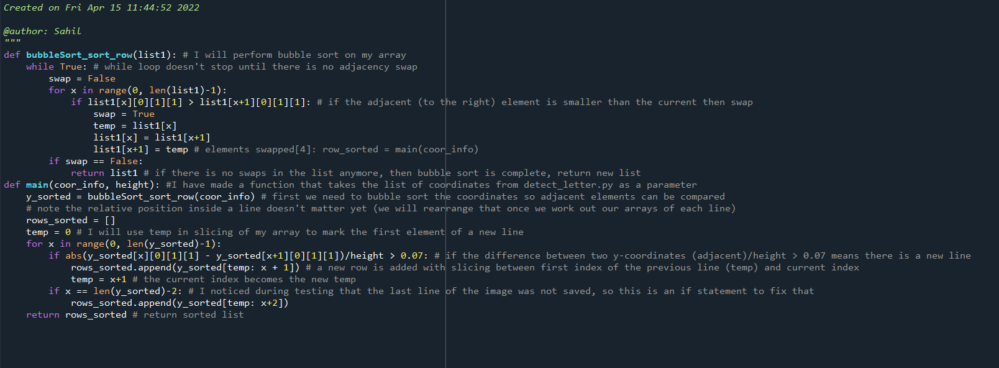 Created on Fri Apr 15 11:44:52 2022

@author: Sahil
"""
def bubbleSort_sort_row(list1): # I will perform bubble sort on my array
    while True: # while loop doesn't stop until there is no adjacency swap
        swap = False
        for x in range(0, len(list1)-1):
            if list1[x][0][1][1] > list1[x+1][0][1][1]: # if the adjacent (to the right) element is smaller than the current then swap
                swap = True
                temp = list1[x]
                list1[x] = list1[x+1]
                list1[x+1] = temp # elements swapped[4]: row_sorted = main(coor_info)
        if swap == False:
            return list1 # if there is no swaps in the list anymore, then bubble sort is complete, return new list
def main(coor_info, height): #I have made a function that takes the list of coordinates from detect_letter.py as a parameter
    y_sorted = bubbleSort_sort_row(coor_info) # first we need to bubble sort the coordinates so adjacent elements can be compared
    # note the relative position inside a line doesn't matter yet (we will rearrange that once we work out our arrays of each line)
    rows_sorted = []
    temp = 0 # I will use temp in slicing of my array to mark the first element of a new line
    for x in range(0, len(y_sorted)-1):
        if abs(y_sorted[x][0][1][1] - y_sorted[x+1][0][1][1])/height > 0.07: # if the difference between two y-coordinates (adjacent)/height > 0.07 means there is a new line
            rows_sorted.append(y_sorted[temp: x + 1]) # a new row is added with slicing between first index of the previous line (temp) and current index
            temp = x+1 # the current index becomes the new temp
        if x == len(y_sorted)-2: # I noticed during testing that the last line of the image was not saved, so this is an if statement to fix that
            rows_sorted.append(y_sorted[temp: x+2])
    return rows_sorted # return sorted list